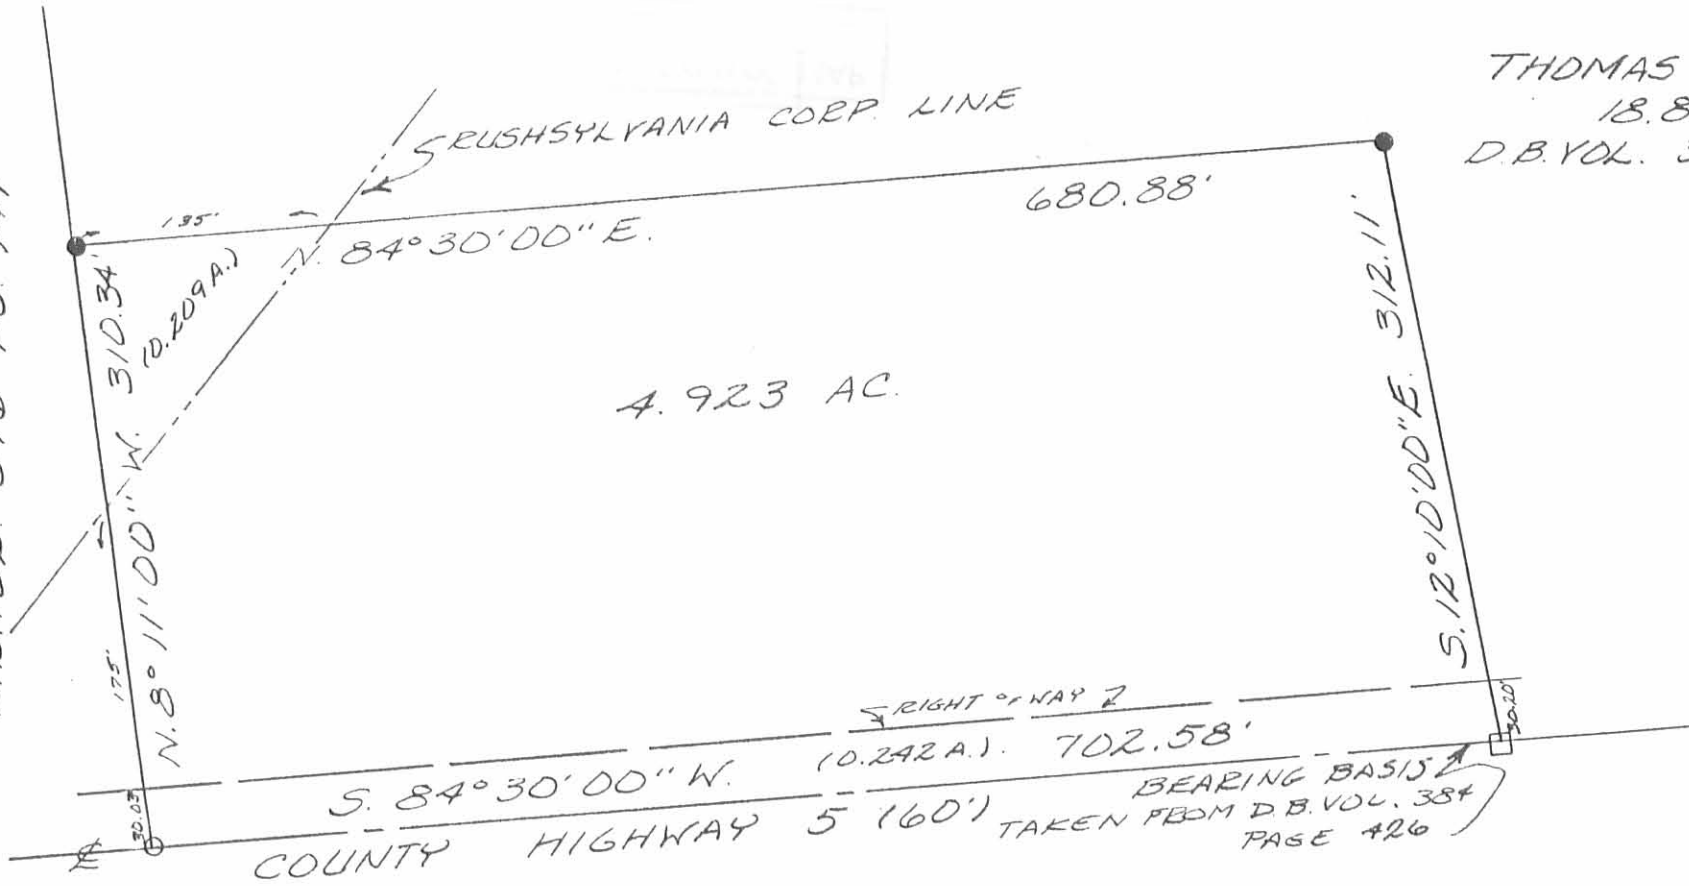 THOMAS
18.8
D.B. VOL. 3
RUSHSYLVANIA CORP. LINE
135'
N. 84°30'00" E.
680.88'
(0.209 A.)
N. 8° 11' 00" W. 310.34'
175'
4.923 AC.
S. 12°10'00" E. 312.11'
RIGHT OF WAY
30.20'
(0.242 A.).
S. 84°30'00" W.
702.58'
30.03'
BEARING BASIS
TAKEN FROM D.B. VOL. 384
PAGE 426
COUNTY HIGHWAY 5 (60')